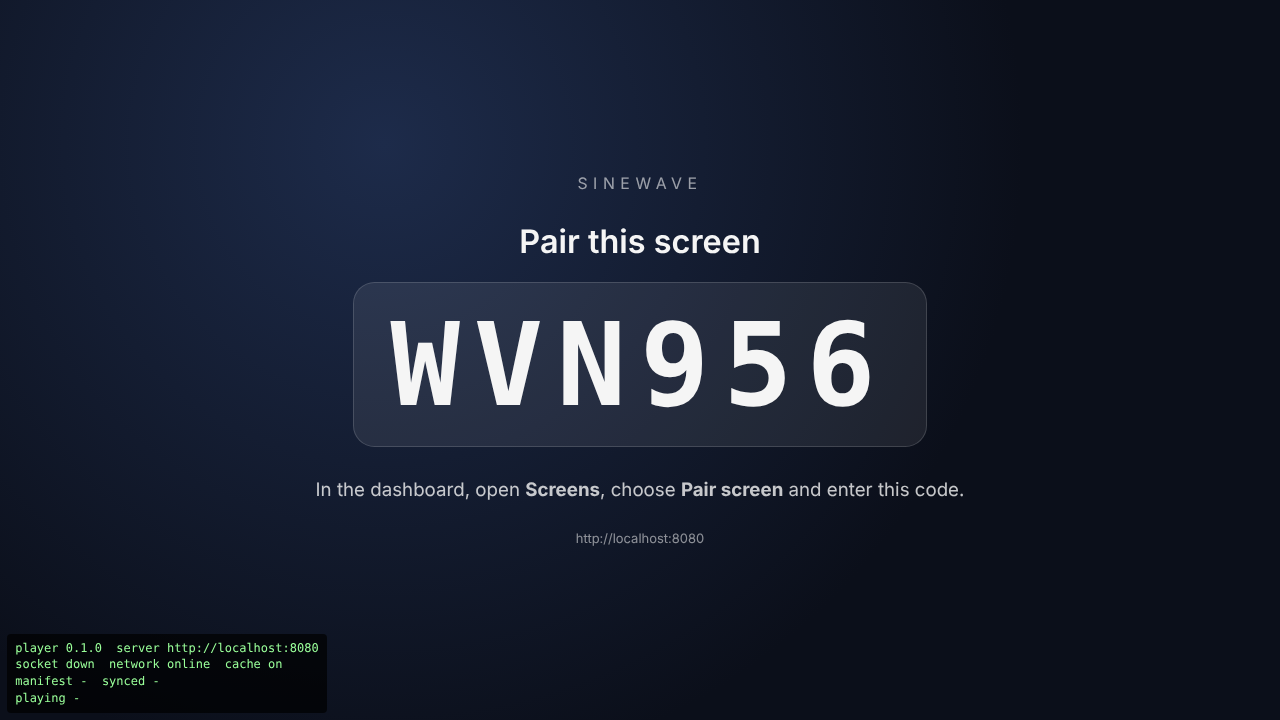 SINEWAVE
Pair this screen
WVN956
In the dashboard, open Screens, choose Pair screen and enter this code.
http://localhost:8080
player 0.1.0  server http://localhost:8080
socket down  network online  cache on
manifest -  synced -
playing -